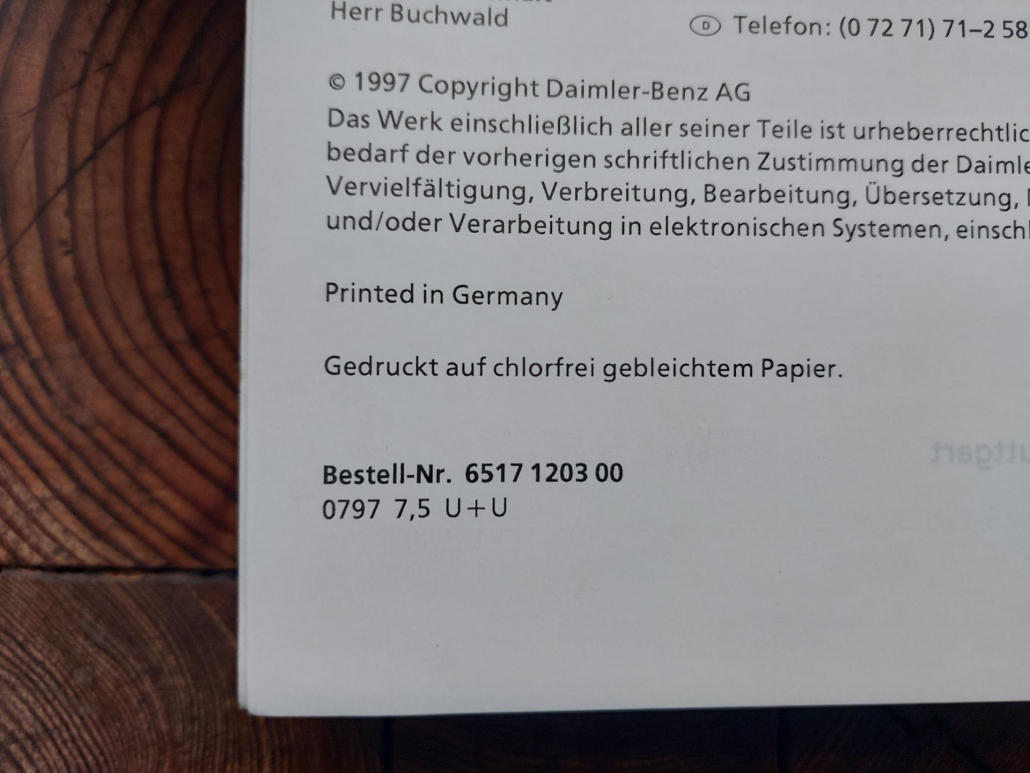 Herr Buchwald
D Telefon: (0 72 71) 71–2 58
© 1997 Copyright Daimler-Benz AG
Das Werk einschließlich aller seiner Teile ist urheberrechtlic
bedarf der vorherigen schriftlichen Zustimmung der Daimle
Vervielfältigung, Verbreitung, Bearbeitung, Übersetzung,
und/oder Verarbeitung in elektronischen Systemen, einschl
Printed in Germany
Gedruckt auf chlorfrei gebleichtem Papier.
Bestell-Nr. 6517 1203 00
0797 7,5 U+U